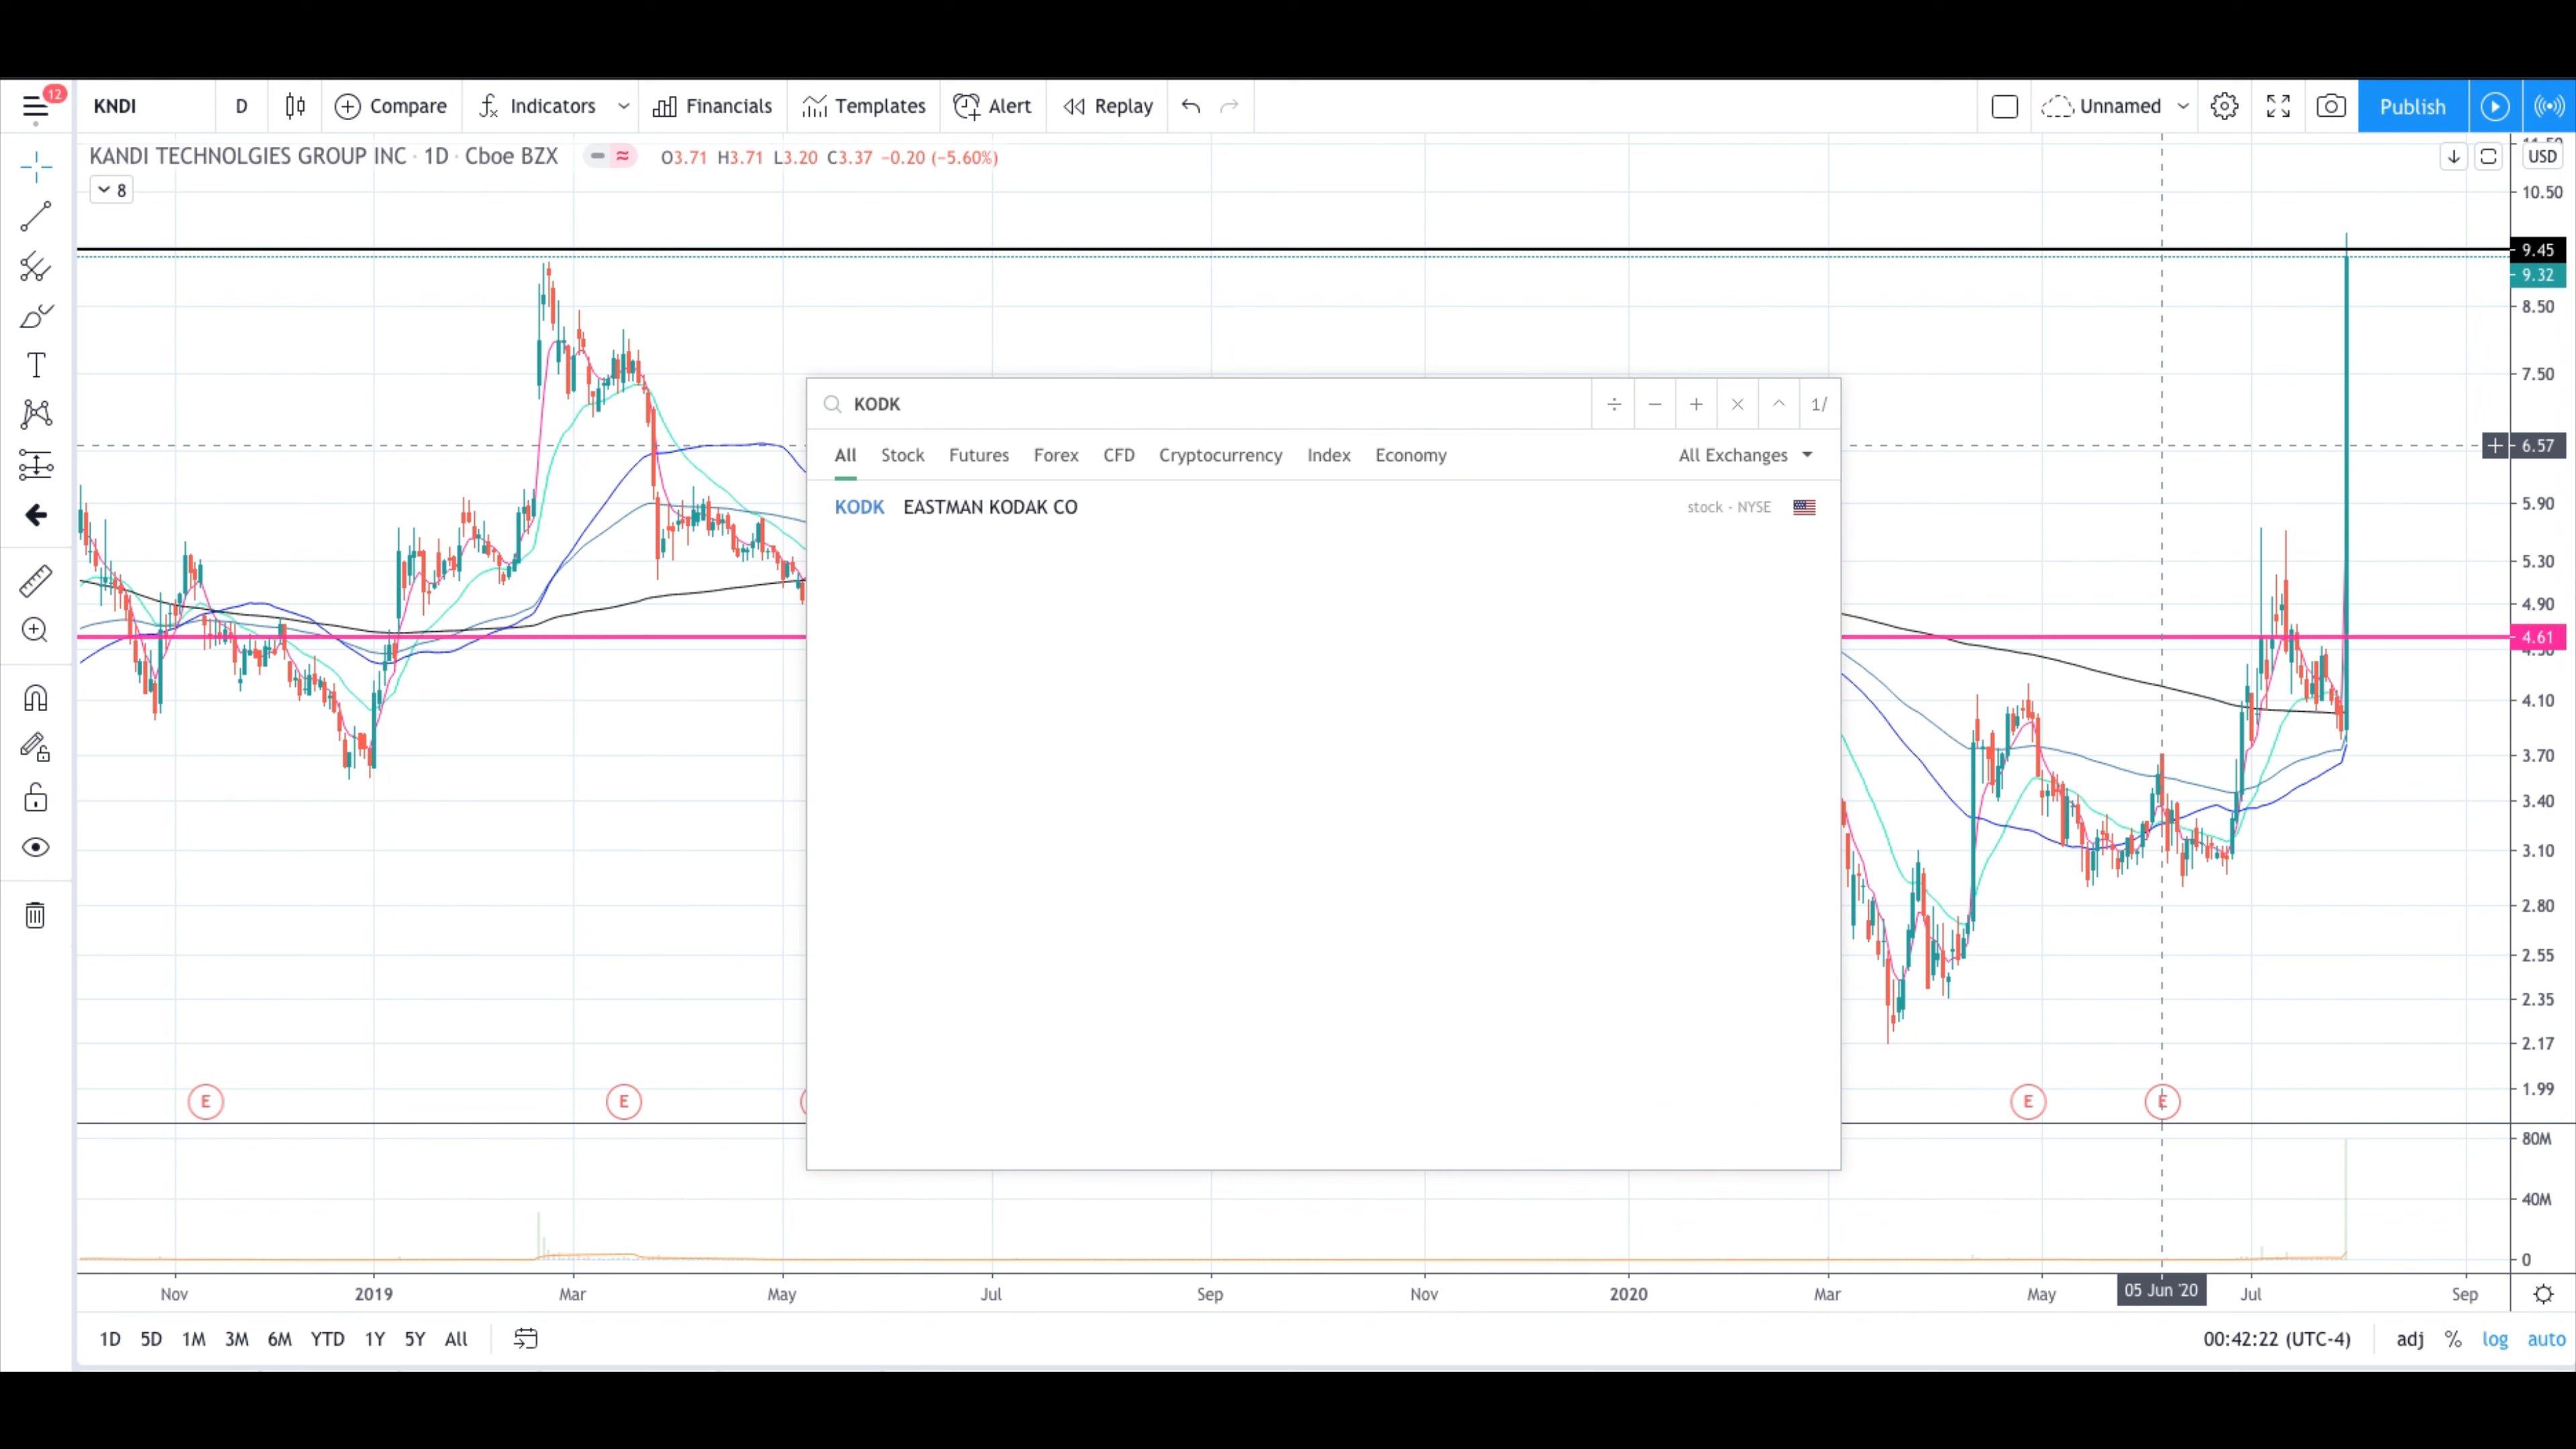 12
KNDI D Compare Indicators Financials Templates Alert Replay Unnamed Publish
KANDI TECHNOLGIES GROUP INC · 1D · Cboe BZX O3.71 H3.71 L3.20 C3.37 −0.20 (−5.60%) USD
8
10.50
9.45
9.32
8.50
7.50
KODK 1/
6.57
All Stock Futures Forex CFD Cryptocurrency Index Economy All Exchanges
KODK EASTMAN KODAK CO stock - NYSE
5.90
5.30
4.90
4.61
4.50
4.10
3.70
3.40
3.10
2.80
2.55
2.35
2.17
1.99
E E E E
80M
40M
0
Nov 2019 Mar May Jul Sep Nov 2020 Mar May 05 Jun '20 Jul Sep
1D 5D 1M 3M 6M YTD 1Y 5Y All 00:42:22 (UTC-4) adj % log auto